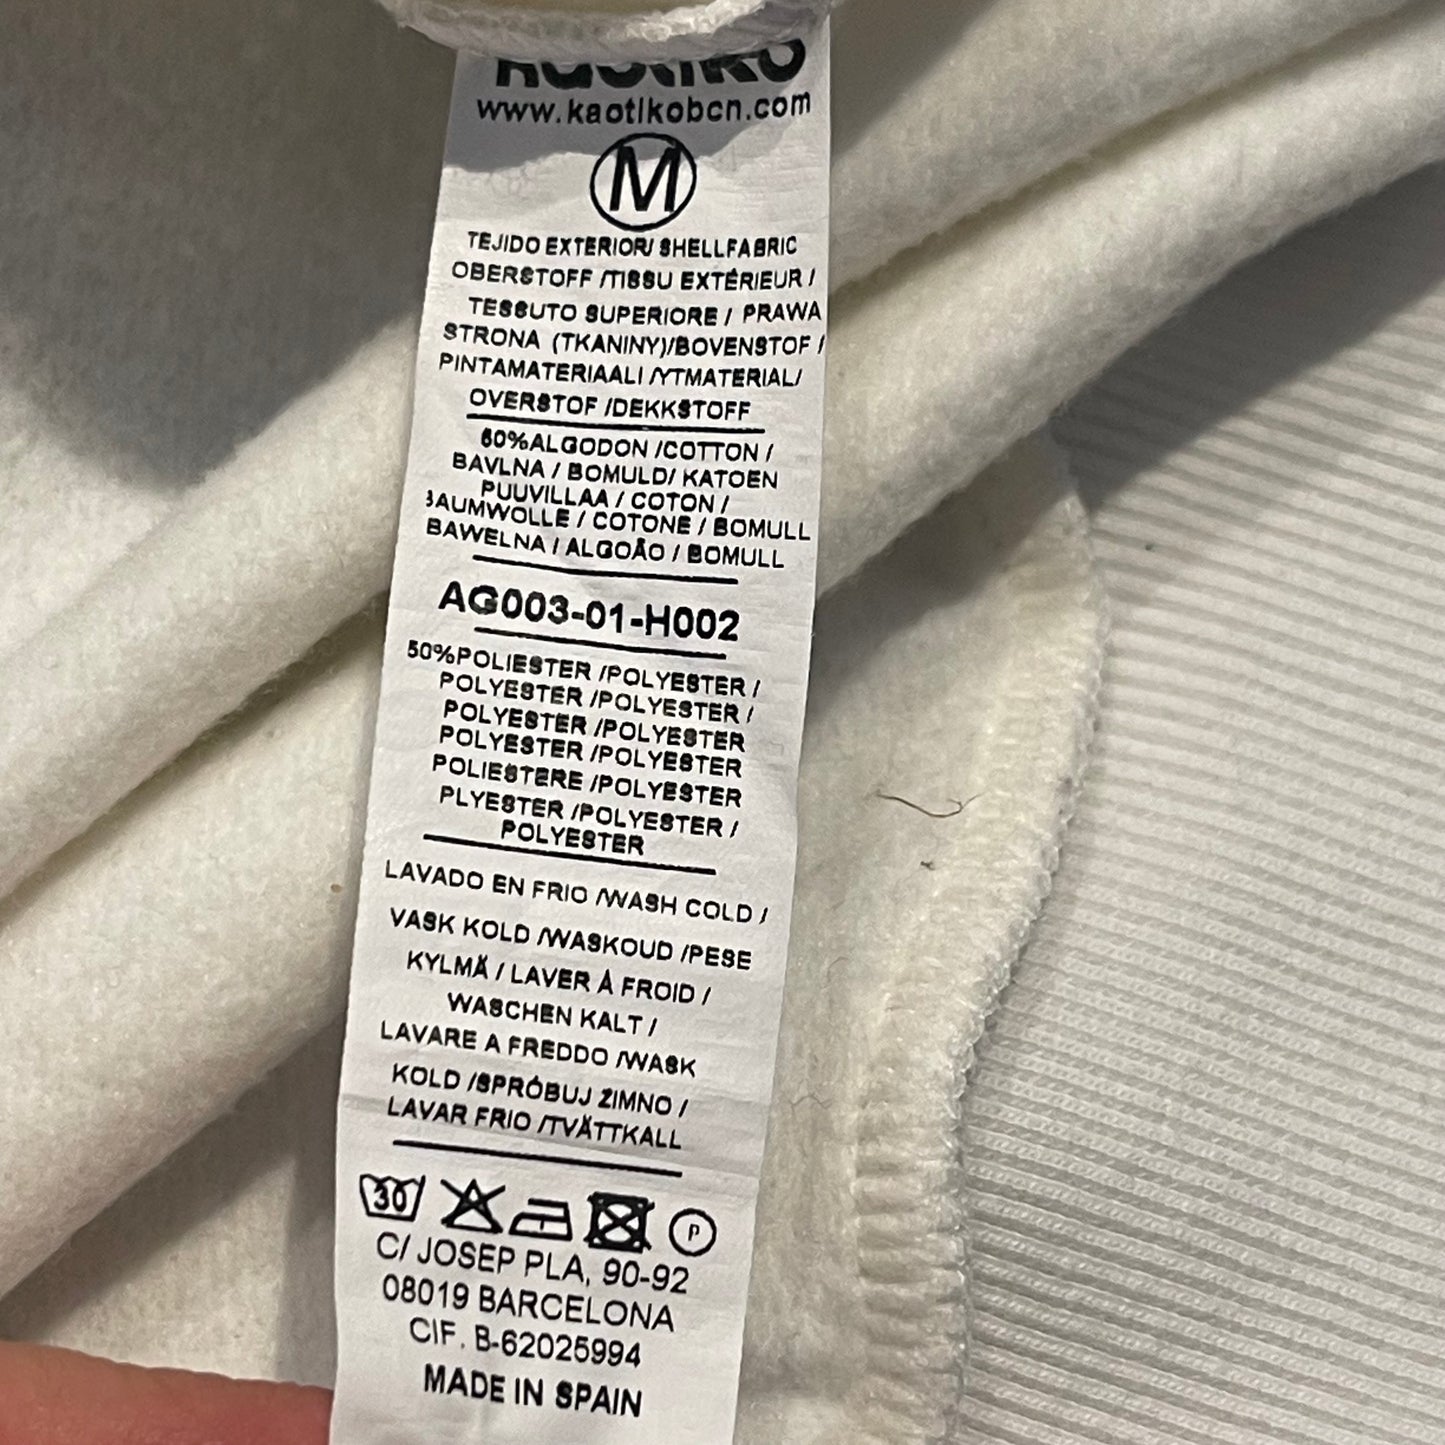 kaotiko
www.kaotikobcn.com
M
TEJIDO EXTERIOR/ SHELLFABRIC
OBERSTOFF /TISSU EXTÉRIEUR /
TESSUTO SUPERIORE / PRAWA
STRONA (TKANINY)/BOVENSTOF /
PINTAMATERIAALI /YTMATERIAL/
OVERSTOF /DEKKSTOFF
50%ALGODON /COTTON /
BAVLNA / BOMULD/ KATOEN
PUUVILLAA / COTON /
BAUMWOLLE / COTONE / BOMULL
BAWELNA / ALGOÃO / BOMULL
AG003-01-H002
50%POLIESTER /POLYESTER /
POLYESTER /POLYESTER /
POLYESTER /POLYESTER
POLYESTER /POLYESTER
POLIESTERE /POLYESTER
PLYESTER /POLYESTER /
POLYESTER
LAVADO EN FRIO /WASH COLD /
VASK KOLD /WASKOUD /PESE
KYLMÄ / LAVER À FROID /
WASCHEN KALT /
LAVARE A FREDDO /WASK
KOLD /SPRÓBUJ ZIMNO /
LAVAR FRIO /TVÄTTKALL
30 P
C/ JOSEP PLA, 90-92
08019 BARCELONA
CIF. B-62025994
MADE IN SPAIN